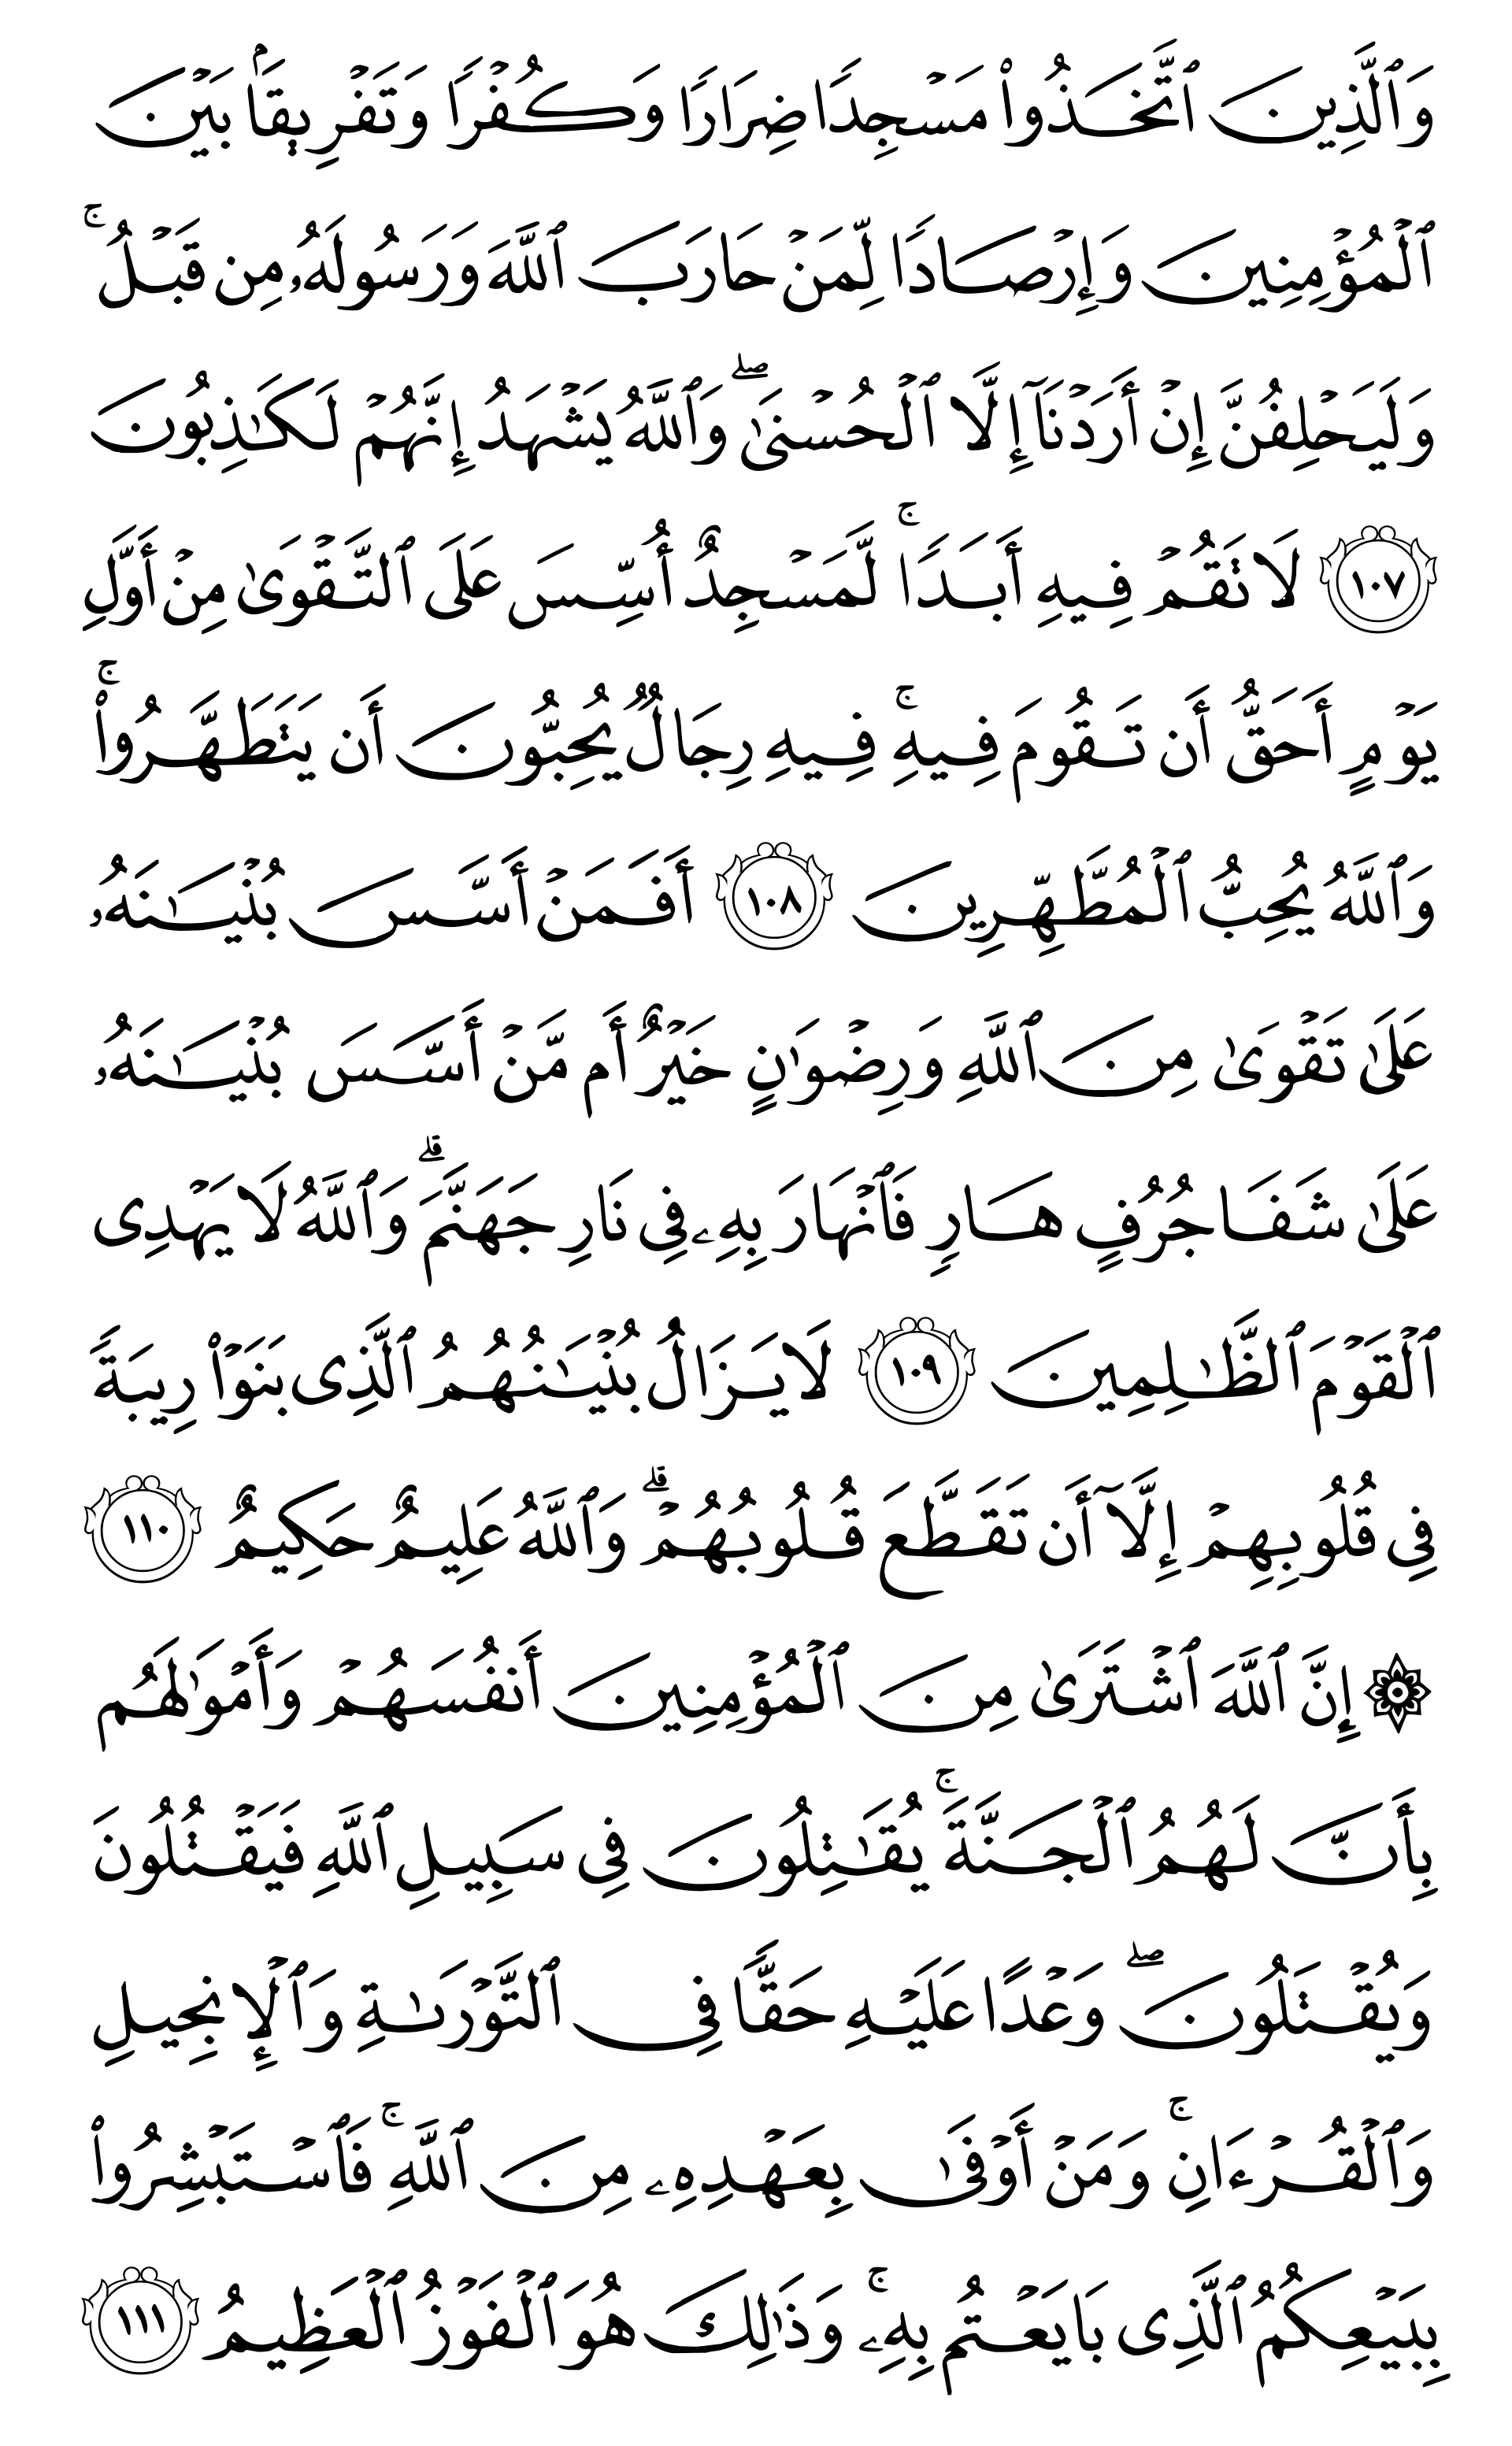 وَٱلَّذِينَ ٱتَّخَذُوا۟ مَسْجِدًا ضِرَارًا وَكُفْرًا وَتَفْرِيقًۢا بَيْنَ
ٱلْمُؤْمِنِينَ وَإِرْصَادًا لِّمَنْ حَارَبَ ٱللَّهَ وَرَسُولَهُۥ مِن قَبْلُ ۚ
وَلَيَحْلِفُنَّ إِنْ أَرَدْنَآ إِلَّا ٱلْحُسْنَىٰ ۖ وَٱللَّهُ يَشْهَدُ إِنَّهُمْ لَكَـٰذِبُونَ
١٠٧ لَا تَقُمْ فِيهِ أَبَدًا ۚ لَّمَسْجِدٌ أُسِّسَ عَلَى ٱلتَّقْوَىٰ مِنْ أَوَّلِ
يَوْمٍ أَحَقُّ أَن تَقُومَ فِيهِ ۚ فِيهِ رِجَالٌ يُحِبُّونَ أَن يَتَطَهَّرُوا۟ ۚ
وَٱللَّهُ يُحِبُّ ٱلْمُطَّهِّرِينَ ١٠٨ أَفَمَنْ أَسَّسَ بُنْيَـٰنَهُۥ
عَلَىٰ تَقْوَىٰ مِنَ ٱللَّهِ وَرِضْوَٰنٍ خَيْرٌ أَم مَّنْ أَسَّسَ بُنْيَـٰنَهُۥ
عَلَىٰ شَفَا جُرُفٍ هَارٍ فَٱنْهَارَ بِهِۦ فِى نَارِ جَهَنَّمَ ۗ وَٱللَّهُ لَا يَهْدِى
ٱلْقَوْمَ ٱلظَّـٰلِمِينَ ١٠٩ لَا يَزَالُ بُنْيَـٰنُهُمُ ٱلَّذِى بَنَوْا۟ رِيبَةً
فِى قُلُوبِهِمْ إِلَّآ أَن تَقَطَّعَ قُلُوبُهُمْ ۗ وَٱللَّهُ عَلِيمٌ حَكِيمٌ ١١٠
۞ إِنَّ ٱللَّهَ ٱشْتَرَىٰ مِنَ ٱلْمُؤْمِنِينَ أَنفُسَهُمْ وَأَمْوَٰلَهُم
بِأَنَّ لَهُمُ ٱلْجَنَّةَ ۚ يُقَـٰتِلُونَ فِى سَبِيلِ ٱللَّهِ فَيَقْتُلُونَ
وَيُقْتَلُونَ ۖ وَعْدًا عَلَيْهِ حَقًّا فِى ٱلتَّوْرَىٰةِ وَٱلْإِنجِيلِ
وَٱلْقُرْءَانِ ۚ وَمَنْ أَوْفَىٰ بِعَهْدِهِۦ مِنَ ٱللَّهِ ۚ فَٱسْتَبْشِرُوا۟
بِبَيْعِكُمُ ٱلَّذِى بَايَعْتُم بِهِۦ ۚ وَذَٰلِكَ هُوَ ٱلْفَوْزُ ٱلْعَظِيمُ ١١١